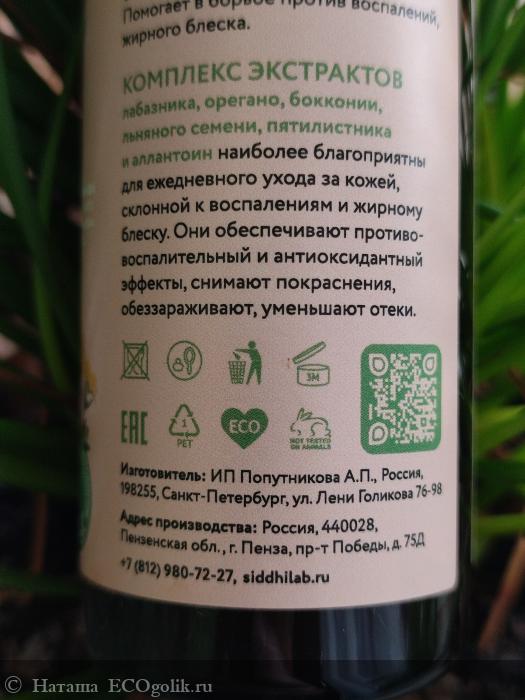 Помогает в борьбе против воспалений,
жирного блеска.
КОМПЛЕКС ЭКСТРАКТОВ
лабазника, орегано, бокконии,
льняного семени, пятилистника
и аллантоин наиболее благоприятны
для ежедневного ухода за кожей,
склонной к воспалениям и жирному
блеску. Они обеспечивают противо-
воспалительный и антиоксидантный
эффекты, снимают покраснения,
обеззараживают, уменьшают отеки.
3М
EAC
1
PET
ECO
NOT TESTED
ON ANIMALS
Изготовитель: ИП Попутникова А.П., Россия,
198255, Санкт-Петербург, ул. Лени Голикова 76-98
Адрес производства: Россия, 440028,
Пензенская обл., г. Пенза, пр-т Победы, д. 75Д
+7 (812) 980-72-27, siddhilab.ru
© Наташа ECOgolik.ru